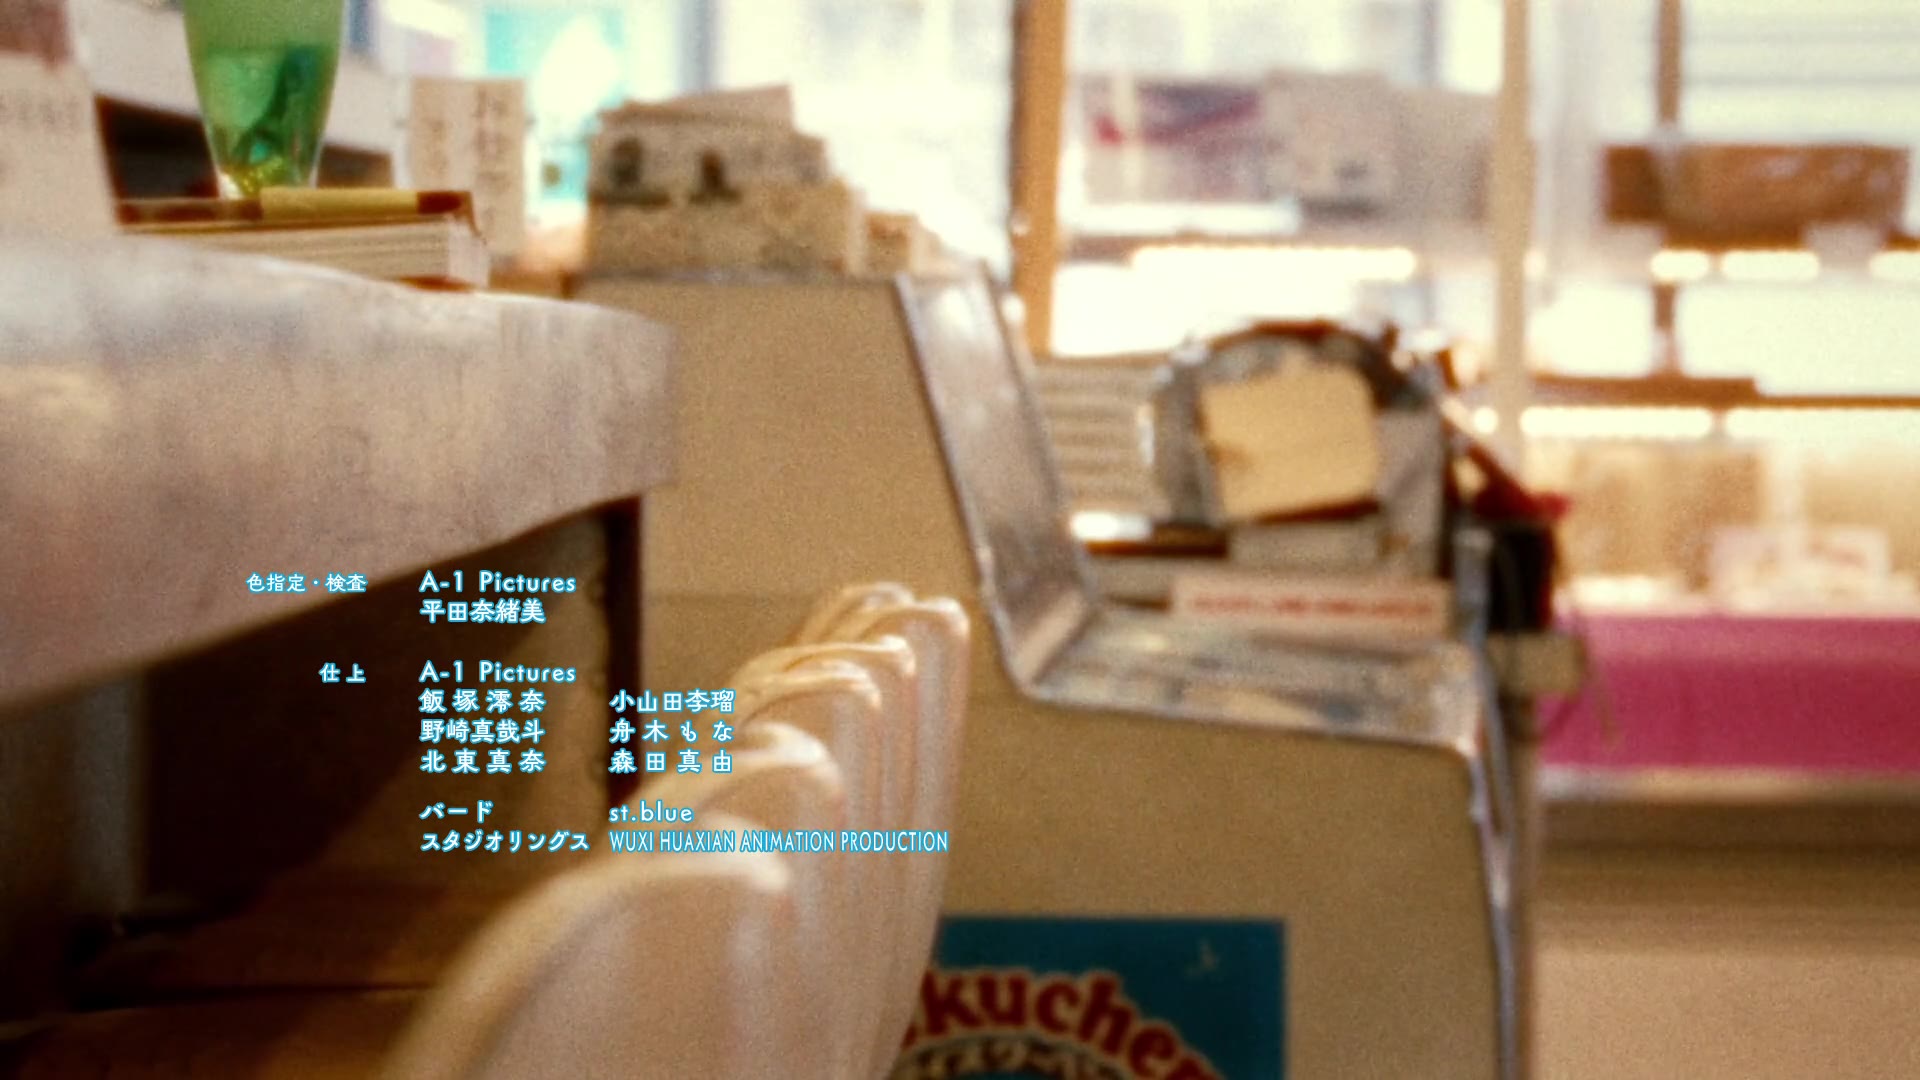 色指定・検査 A-1 Pictures
平田奈緒美
仕上 A-1 Pictures
飯塚澪奈 小山田李瑠
野崎真哉斗 舟木もな
北東真奈 森田真由
バード st.blue
スタジオリングス WUXI HUAXIAN ANIMATION PRODUCTION
kuchen